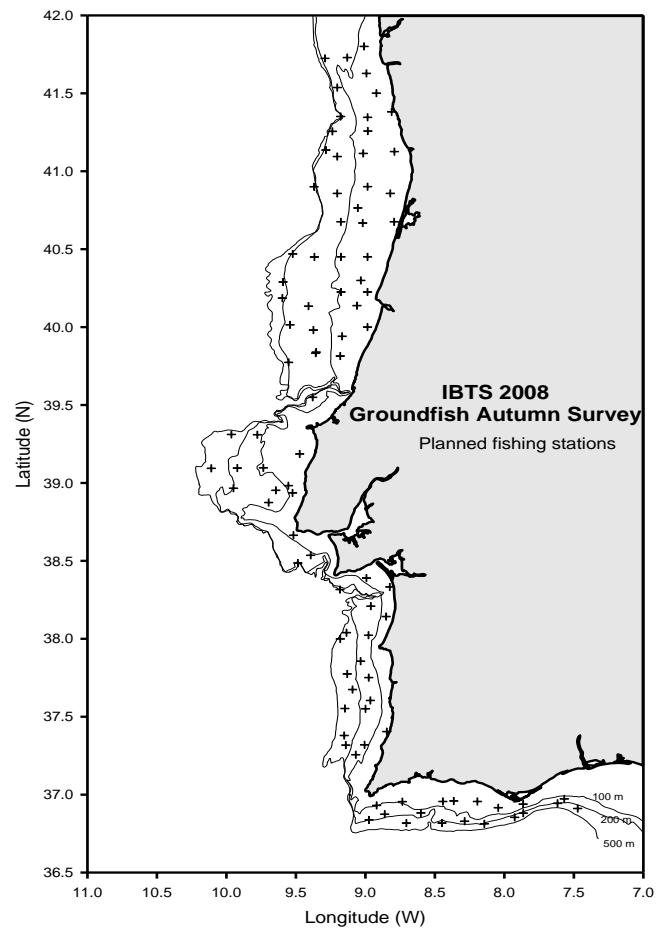 42.0
41.5
41.0
40.5
40.0
39.5
39.0
38.5
38.0
37.5
37.0
36.5
Latitude (N)
IBTS 2008
Groundfish Autumn Survey
Planned fishing stations
100 m
200 m
500 m
11.0 10.5 10.0 9.5 9.0 8.5 8.0 7.5 7.0
Longitude (W)